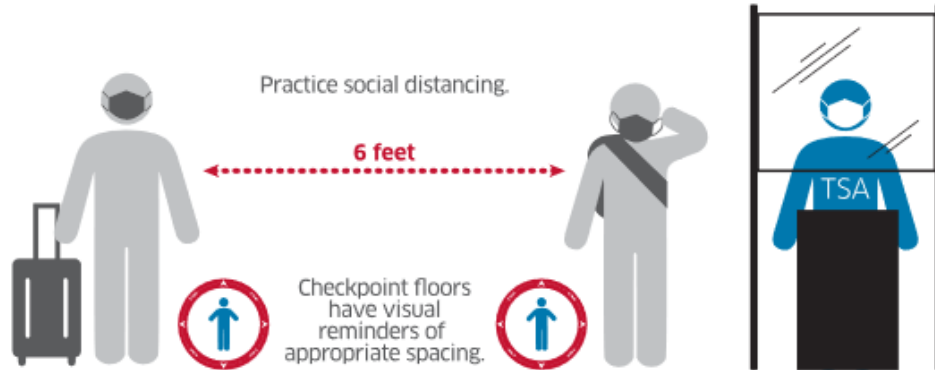 Practice social distancing.
6 feet
TSA
Checkpoint floors
have visual
reminders of
appropriate spacing.